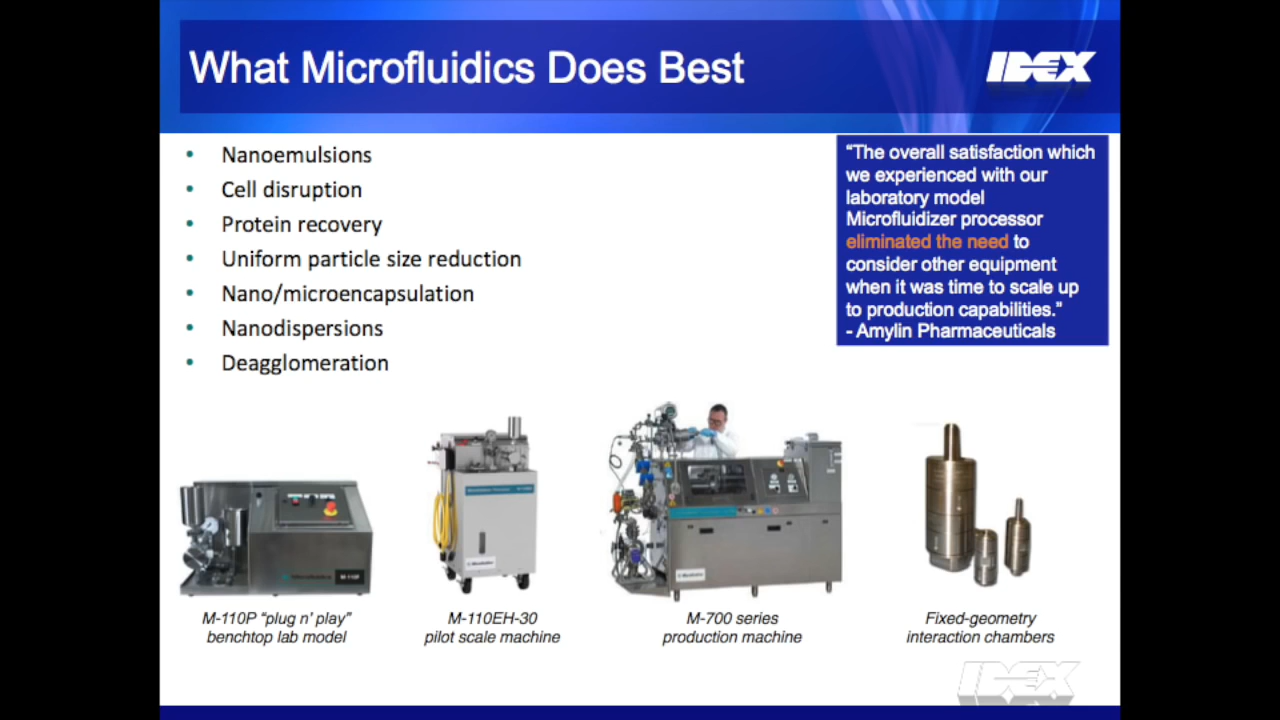 What Microfluidics Does Best
IDEX
• Nanoemulsions
• Cell disruption
• Protein recovery
• Uniform particle size reduction
• Nano/microencapsulation
• Nanodispersions
• Deagglomeration
“The overall satisfaction which
we experienced with our
laboratory model
Microfluidizer processor
eliminated the need to
consider other equipment
when it was time to scale up
to production capabilities.”
- Amylin Pharmaceuticals
Microfluidics
M-110P
M-110P “plug n’ play”
benchtop lab model
M-110EH-30
pilot scale machine
M-700 series
production machine
Fixed-geometry
interaction chambers
IDEX